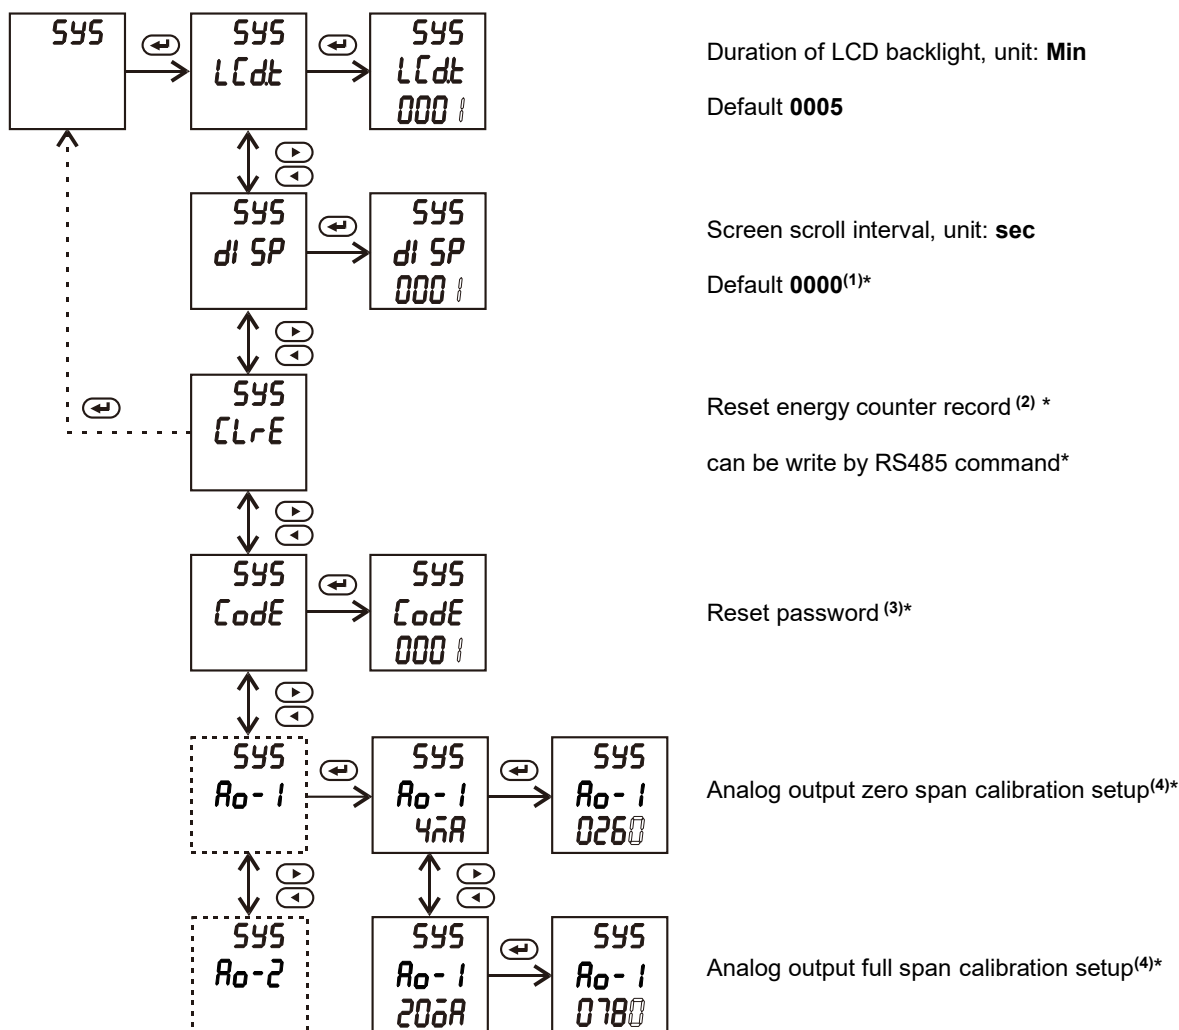 SYS
SYS
LCd.t
SYS
LCd.t
0001
Duration of LCD backlight, unit: Min
Default 0005
SYS
dISP
SYS
dISP
0001
Screen scroll interval, unit: sec
Default 0000(1)*
SYS
CLrE
Reset energy counter record (2) *
can be write by RS485 command*
SYS
CodE
SYS
CodE
0001
Reset password (3)*
SYS
Ao-1
SYS
Ao-1
4mA
SYS
Ao-1
0260
Analog output zero span calibration setup(4)*
SYS
Ao-2
SYS
Ao-1
20mA
SYS
Ao-1
0780
Analog output full span calibration setup(4)*